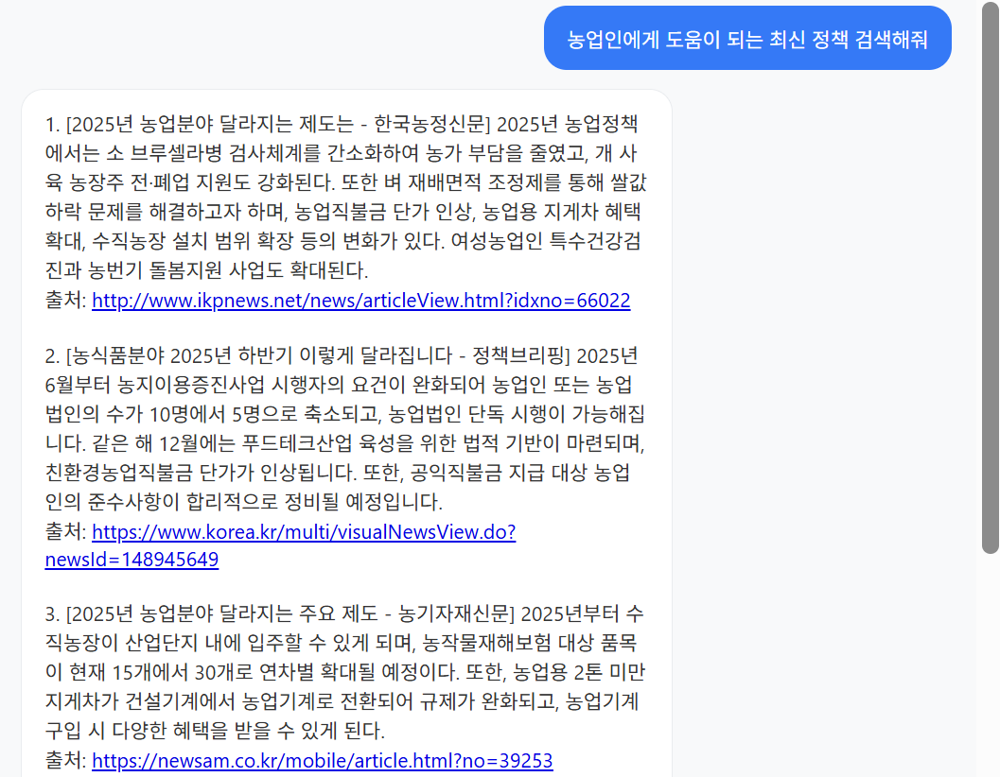 농업인에게 도움이 되는 최신 정책 검색해줘
1. [2025년 농업분야 달라지는 제도는 - 한국농정신문] 2025년 농업정책
에서는 소 브루셀라병 검사체계를 간소화하여 농가 부담을 줄였고, 개 사
육 농장주 전·폐업 지원도 강화된다. 또한 벼 재배면적 조정제를 통해 쌀값
하락 문제를 해결하고자 하며, 농업직불금 단가 인상, 농업용 지게차 혜택
확대, 수직농장 설치 범위 확장 등의 변화가 있다. 여성농업인 특수건강검
진과 농번기 돌봄지원 사업도 확대된다.
출처: http://www.ikpnews.net/news/articleView.html?idxno=66022
2. [농식품분야 2025년 하반기 이렇게 달라집니다 - 정책브리핑] 2025년
6월부터 농지이용증진사업 시행자의 요건이 완화되어 농업인 또는 농업
법인의 수가 10명에서 5명으로 축소되고, 농업법인 단독 시행이 가능해집
니다. 같은 해 12월에는 푸드테크산업 육성을 위한 법적 기반이 마련되며,
친환경농업직불금 단가가 인상됩니다. 또한, 공익직불금 지급 대상 농업
인의 준수사항이 합리적으로 정비될 예정입니다.
출처: https://www.korea.kr/multi/visualNewsView.do?
newsId=148945649
3. [2025년 농업분야 달라지는 주요 제도 - 농기자재신문] 2025년부터 수
직농장이 산업단지 내에 입주할 수 있게 되며, 농작물재해보험 대상 품목
이 현재 15개에서 30개로 연차별 확대될 예정이다. 또한, 농업용 2톤 미만
지게차가 건설기계에서 농업기계로 전환되어 규제가 완화되고, 농업기계
구입 시 다양한 혜택을 받을 수 있게 된다.
출처: https://newsam.co.kr/mobile/article.html?no=39253